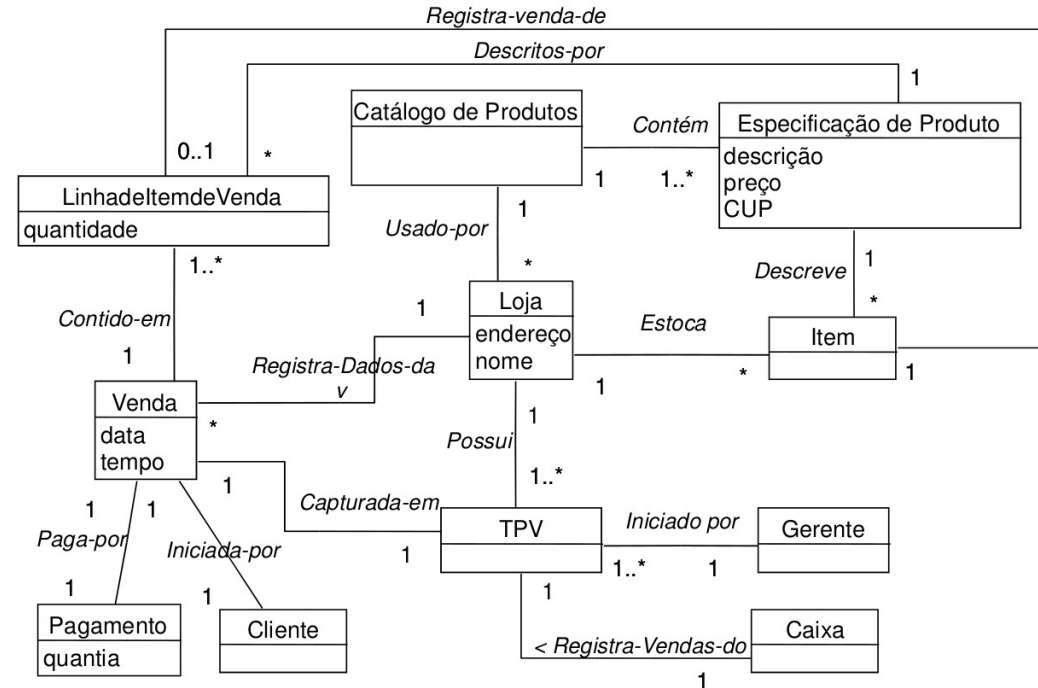 Registra-venda-de
Descritos-por
1
Catálogo de Produtos
Contém
Especificação de Produto
descrição
preço
CUP
0..1
*
1
1..*
LinhadeItemdeVenda
quantidade
1
Usado-por
*
1..*
1
Descreve
*
Contido-em
1
1
Loja
endereço
nome
Estoca
Item
1
*
1
Registra-Dados-da
v
Venda
data
tempo
*
1
Possui
1..*
1
1
1
Capturada-em
1
TPV
Iniciado por
Gerente
1..*
1
Paga-por
Iniciada-por
1
1
1
Pagamento
quantia
Cliente
Caixa
< Registra-Vendas-do
1